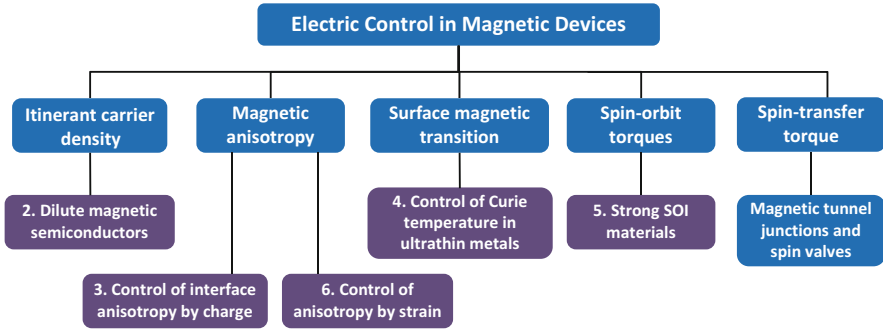 Electric Control in Magnetic Devices
Itinerant carrier
density
Magnetic
anisotropy
Surface magnetic
transition
Spin-orbit
torques
Spin-transfer
torque
2. Dilute magnetic
semiconductors
4. Control of Curie
temperature in
ultrathin metals
5. Strong SOI
materials
Magnetic tunnel
junctions and
spin valves
3. Control of interface
anisotropy by charge
6. Control of
anisotropy by strain